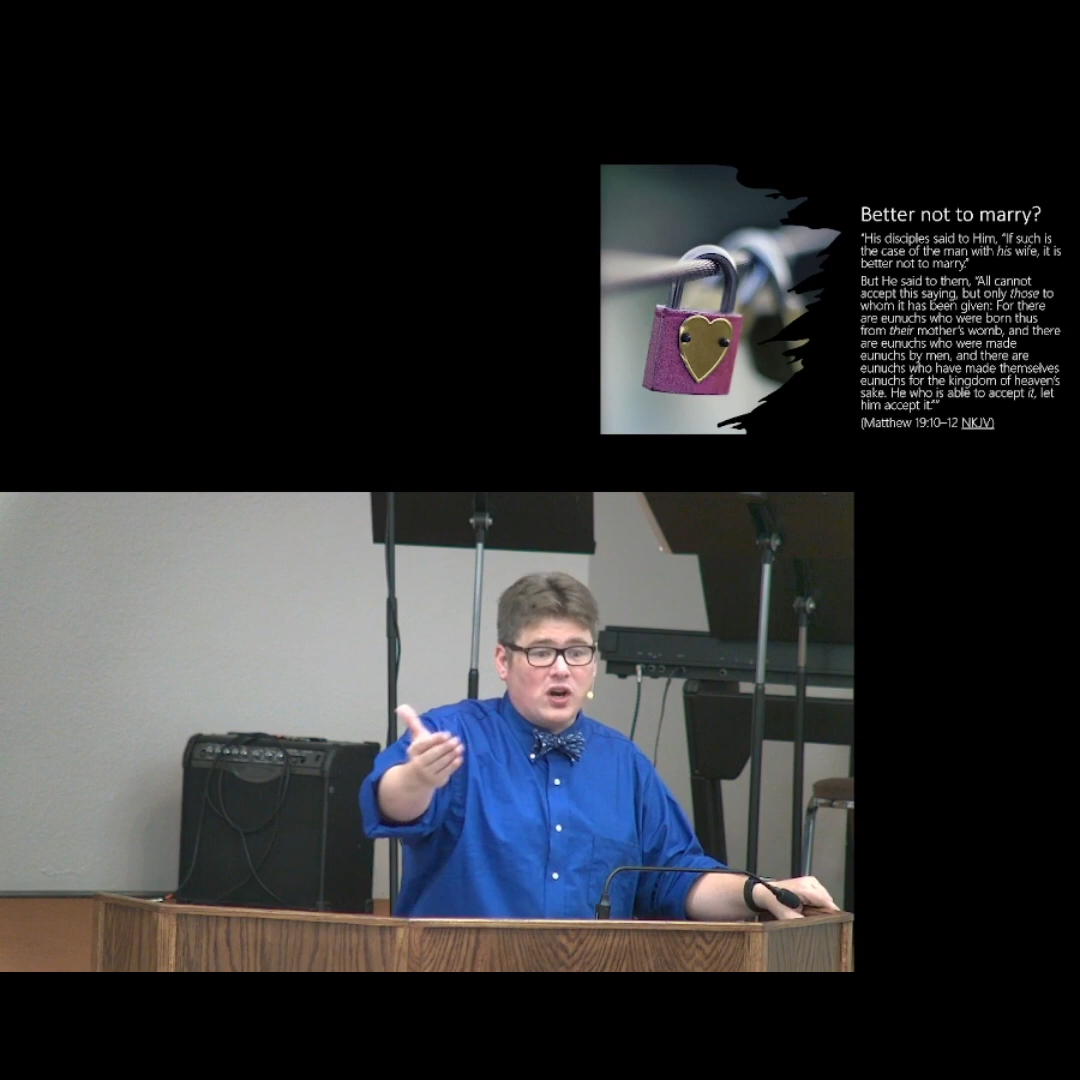 Better not to marry?
“His disciples said to Him, “If such is
the case of the man with his wife, it is
better not to marry.”
But He said to them, “All cannot
accept this saying, but only those to
whom it has been given: For there
are eunuchs who were born thus
from their mother’s womb, and there
are eunuchs who were made
eunuchs by men, and there are
eunuchs who have made themselves
eunuchs for the kingdom of heaven’s
sake. He who is able to accept it, let
him accept it.””
(Matthew 19:10–12 NKJV)